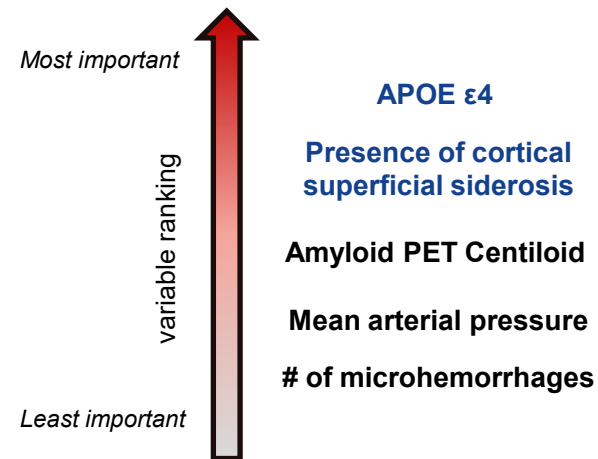 Most important
APOE ε4
Presence of cortical
superficial siderosis
variable ranking
Amyloid PET Centiloid
Mean arterial pressure
# of microhemorrhages
Least important